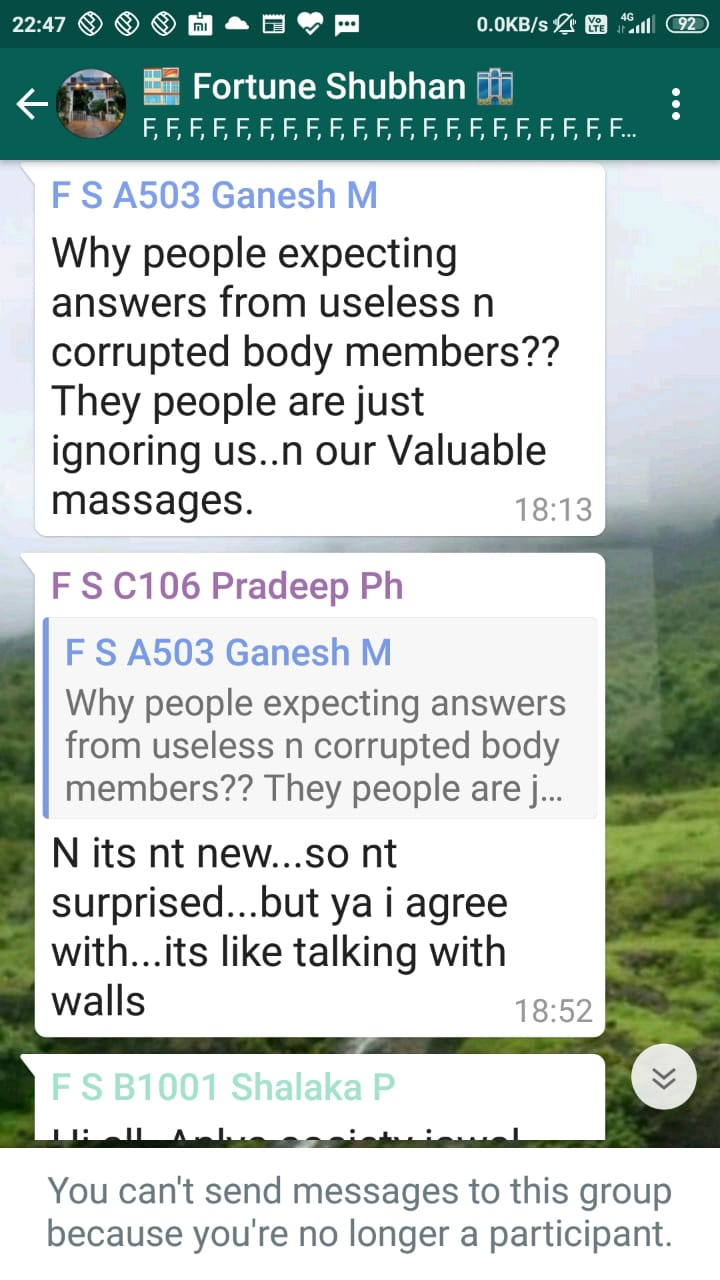 22:47
0.0KB/s
Vo LTE
4G
92
Fortune Shubhan
F, F, F, F, F, F, F, F, F, F, F, F, F, F, F, F, F, F, F, F, F...
F S A503 Ganesh M
Why people expecting
answers from useless n
corrupted body members??
They people are just
ignoring us..n our Valuable
massages.
18:13
F S C106 Pradeep Ph
F S A503 Ganesh M
Why people expecting answers
from useless n corrupted body
members?? They people are j...
N its nt new...so nt
surprised...but ya i agree
with...its like talking with
walls
18:52
F S B1001 Shalaka P
You can't send messages to this group
because you're no longer a participant.